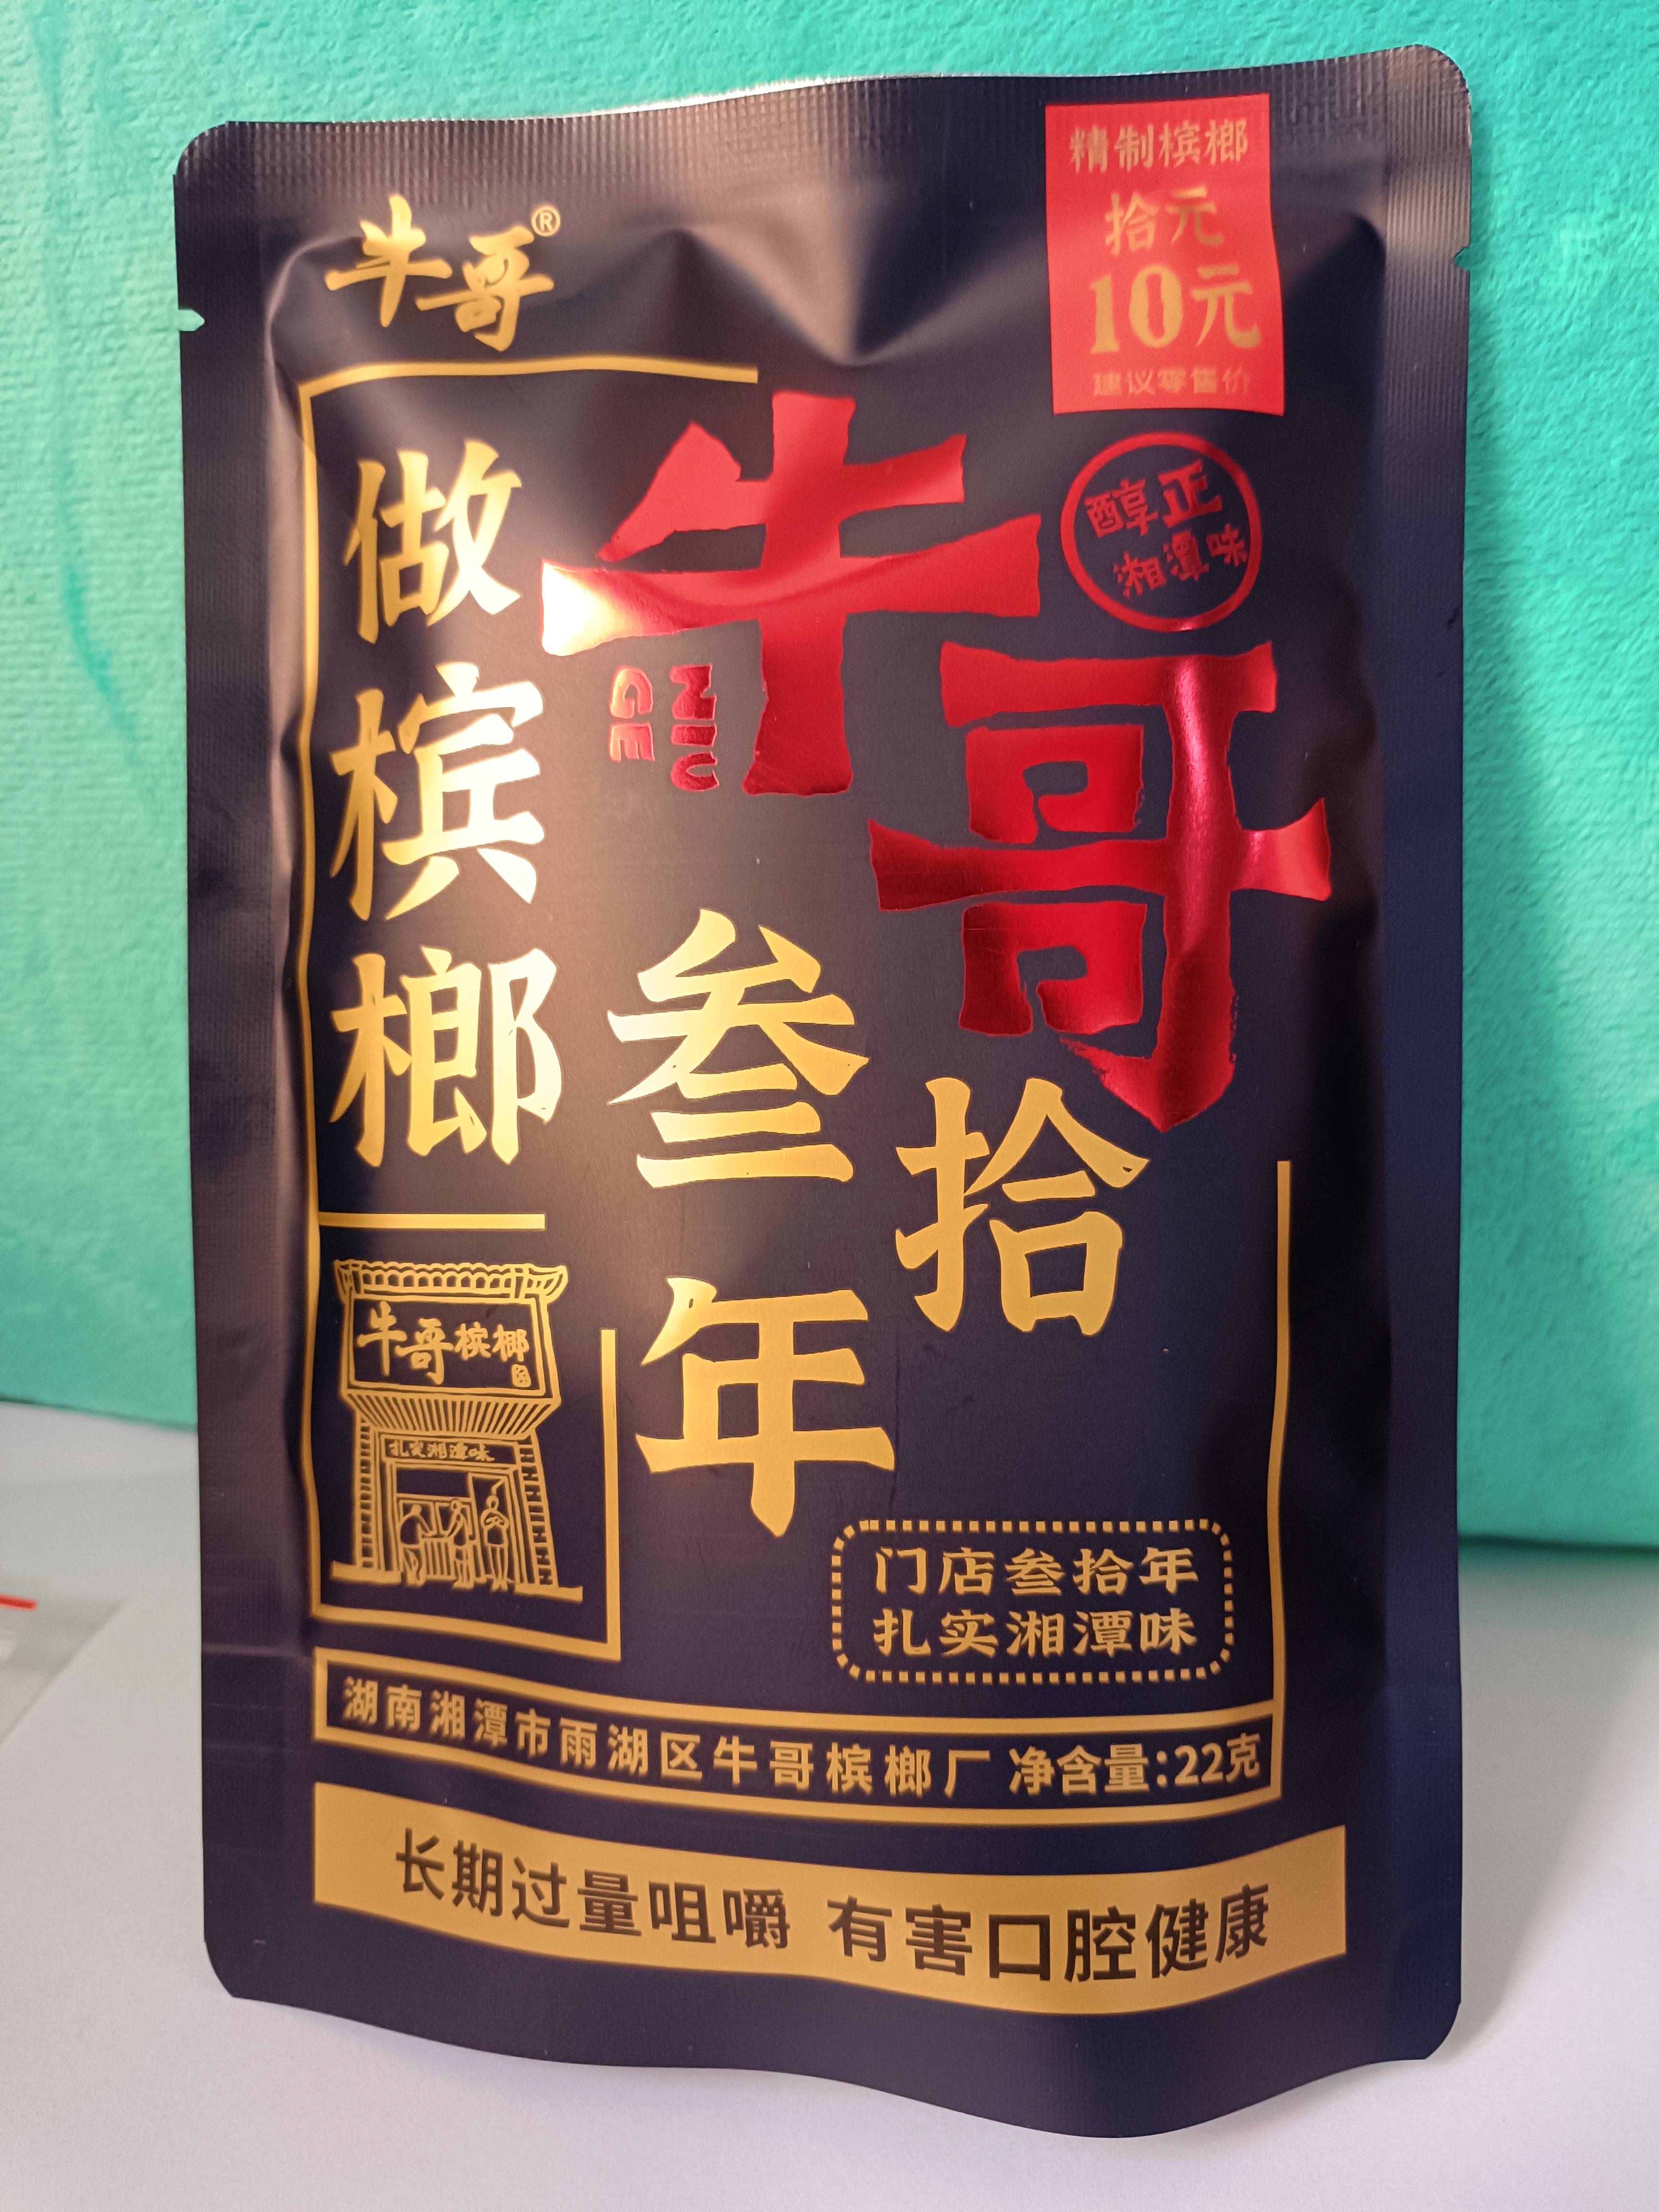 牛哥®
精制槟榔
拾元
10元
建议零售价
醇正
湘潭味
牛哥
NIU
GE
做槟榔
叁拾年
牛哥槟榔
扎实湘潭味
门店叁拾年
扎实湘潭味
湖南湘潭市雨湖区牛哥槟榔厂 净含量:22克
长期过量咀嚼 有害口腔健康